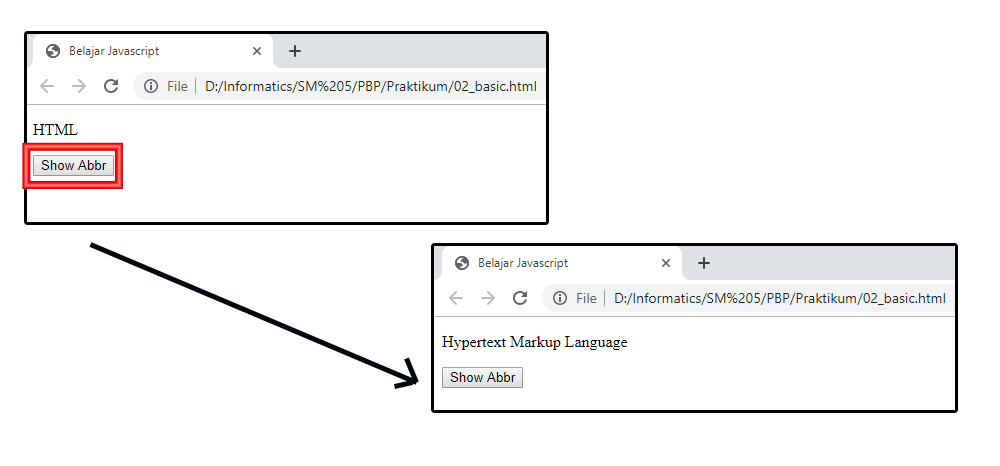 Belajar Javascript
File D:/Informatics/SM%205/PBP/Praktikum/02_basic.html
HTML
Show Abbr
Belajar Javascript
File D:/Informatics/SM%205/PBP/Praktikum/02_basic.html
Hypertext Markup Language
Show Abbr